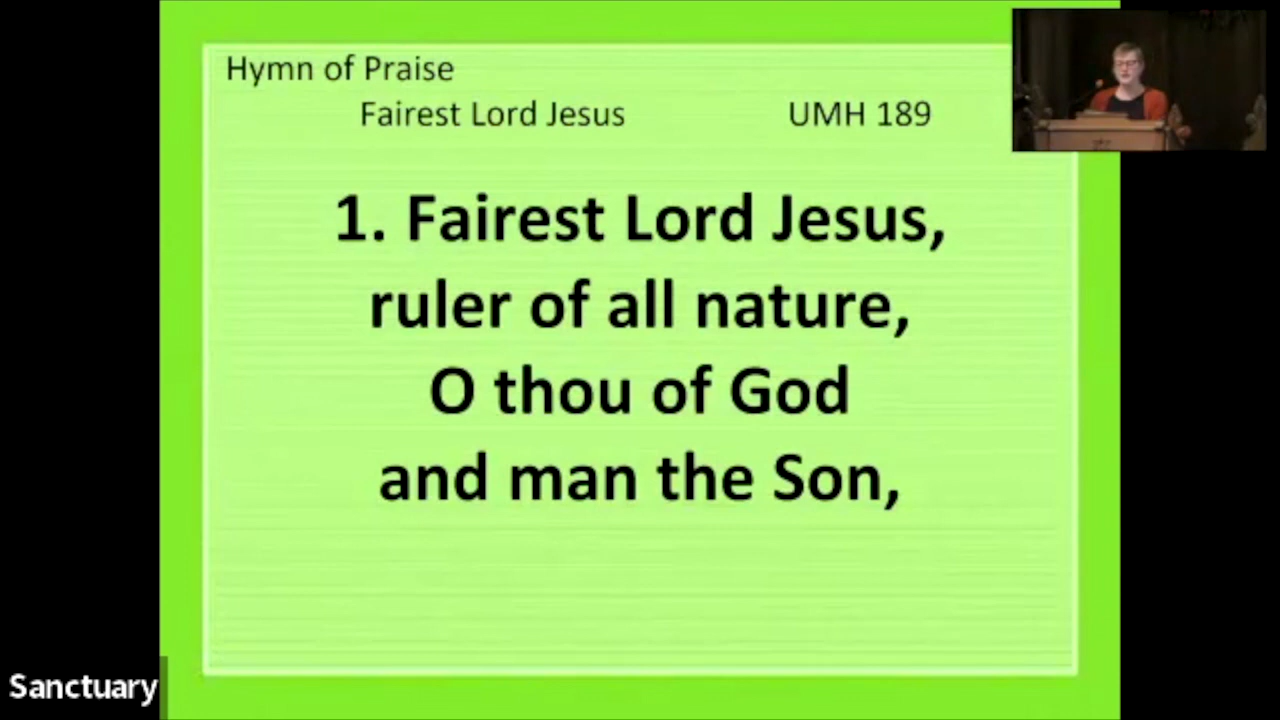 Hymn of Praise
Fairest Lord Jesus UMH 189
1. Fairest Lord Jesus,
ruler of all nature,
O thou of God
and man the Son,
Sanctuary